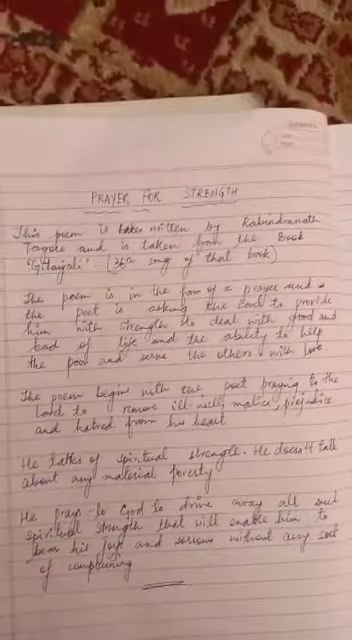 PRAYER FOR STRENGTH
This poem is written by Rabindranath
Tagore and is taken from the Book
"Gitanjali" (36th song of that book)
The poem is in the form of a prayer and
the poet is asking the Lord to provide
him with strength to deal with good and
bad of life and the ability to help
the poor and serve the others with love
The poem begins with the poet praying to the
Lord to remove ill-will, malice, prejudice
and hatred from his heart
He talks of spiritual strength. He doesn't talk
about any material poverty
He prays to God to drive away all
spiritual strength that will enable him to
bear his joys and sorrows without any sort
of complaining